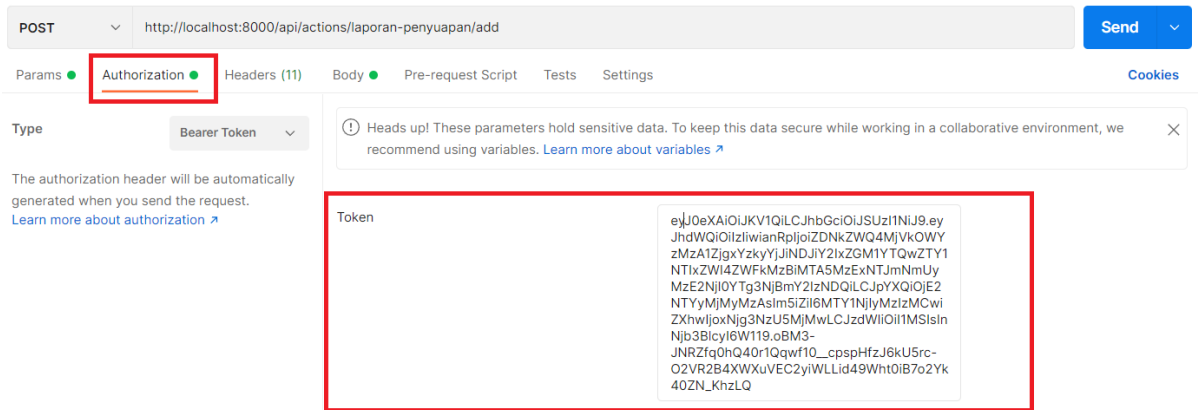 POST http://localhost:8000/api/actions/laporan-penyuapan/add Send
Params Authorization Headers (11) Body Pre-request Script Tests Settings Cookies
Type Bearer Token
The authorization header will be automatically
generated when you send the request.
Learn more about authorization ↗
Heads up! These parameters hold sensitive data. To keep this data secure while working in a collaborative environment, we
recommend using variables. Learn more about variables ↗
Token
eyJ0eXAiOiJKV1QiLCJhbGciOiJSUzI1NiJ9.ey
JhdWQiOiIzIiwianRpIjoiZDNkZWQ4MjVkOWY
zMzA1ZjgxYzkyYjJiNDJiY2IxZGM1YTQwZTY1
NTIxZWI4ZWFkMzBiMTA5MzExNTJmNmUy
MzE2NjI0YTg3NjBmY2IzNDQiLCJpYXQiOjE2
NTYyMjMyMzAsIm5iZiI6MTY1NjIyMzIzMCwi
ZXhwIjoxNjg3NzU5MjMwLCJzdWIiOiI1MSIsIn
Njb3BlcyI6W119.oBM3-
JNRZfq0hQ40r1Qqwf10__cpspHfzJ6kU5rc-
O2VR2B4XWXuVEC2yiWLLid49Wht0iB7o2Yk
40ZN_KhzLQ